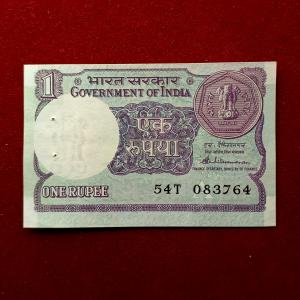 1 भारत सरकार
GOVERNMENT OF INDIA
एक
रुपया
ONE RUPEE
54T 083764